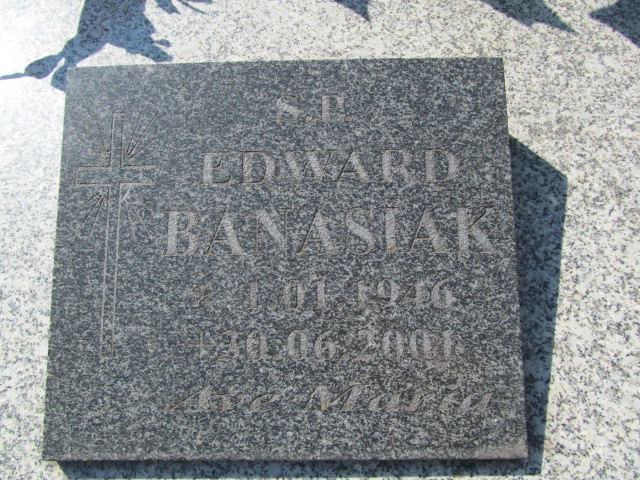 Ś.P.
EDWARD
BANASIAK
* 1.01.1946
+30.06.2001
Ave Maria